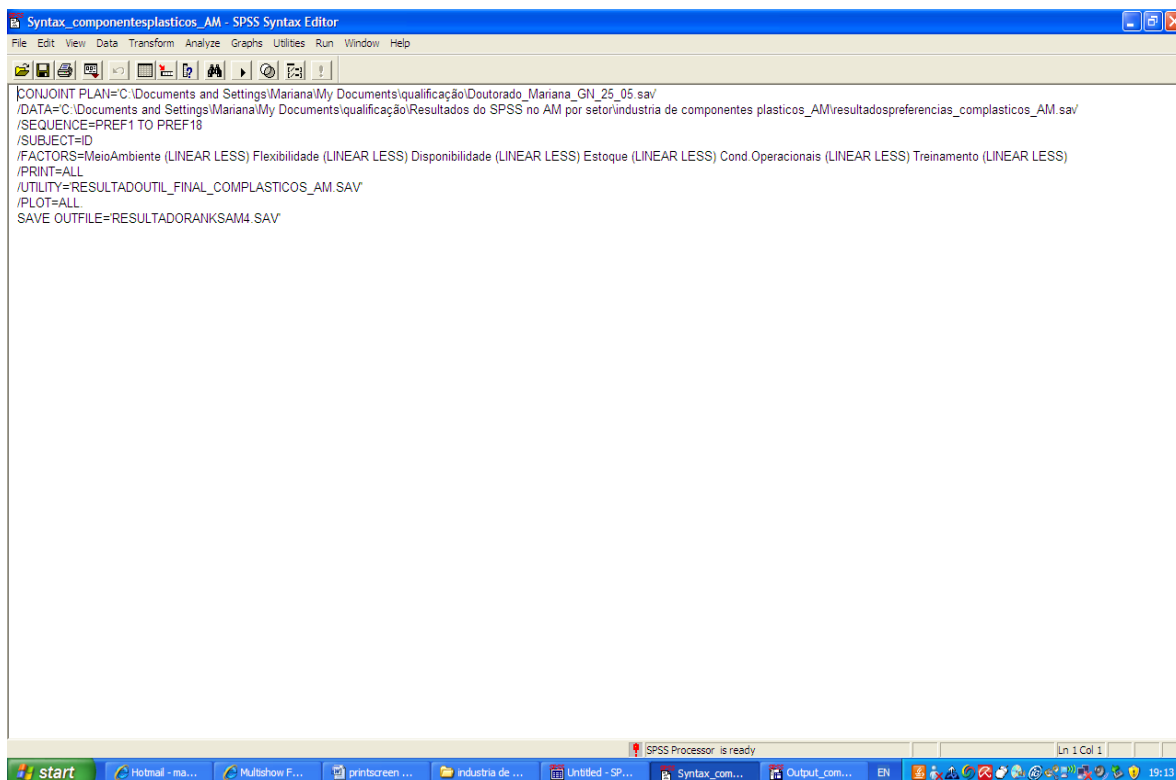 Syntax_componentesplasticos_AM - SPSS Syntax Editor
File Edit View Data Transform Analyze Graphs Utilities Run Window Help
CONJOINT PLAN='C:\Documents and Settings\Mariana\My Documents\qualificação\Doutorado_Mariana_GN_25_05.sav'
/DATA='C:\Documents and Settings\Mariana\My Documents\qualificação\Resultados do SPSS no AM por setor\industria de componentes plasticos_AM\resultadospreferencias_complasticos_AM.sav'
/SEQUENCE=PREF1 TO PREF18
/SUBJECT=ID
/FACTORS=MeioAmbiente (LINEAR LESS) Flexibilidade (LINEAR LESS) Disponibilidade (LINEAR LESS) Estoque (LINEAR LESS) Cond.Operacionais (LINEAR LESS) Treinamento (LINEAR LESS)
/PRINT=ALL
/UTILITY='RESULTADOUTIL_FINAL_COMPLASTICOS_AM.SAV'
/PLOT=ALL.
SAVE OUTFILE='RESULTADORANKSAM4.SAV'
SPSS Processor is ready
Ln 1 Col 1
start Hotmail - ma... Multishow F... printscreen ... industria de ... Untitled - SP... Syntax_com... Output_com... EN 19:13